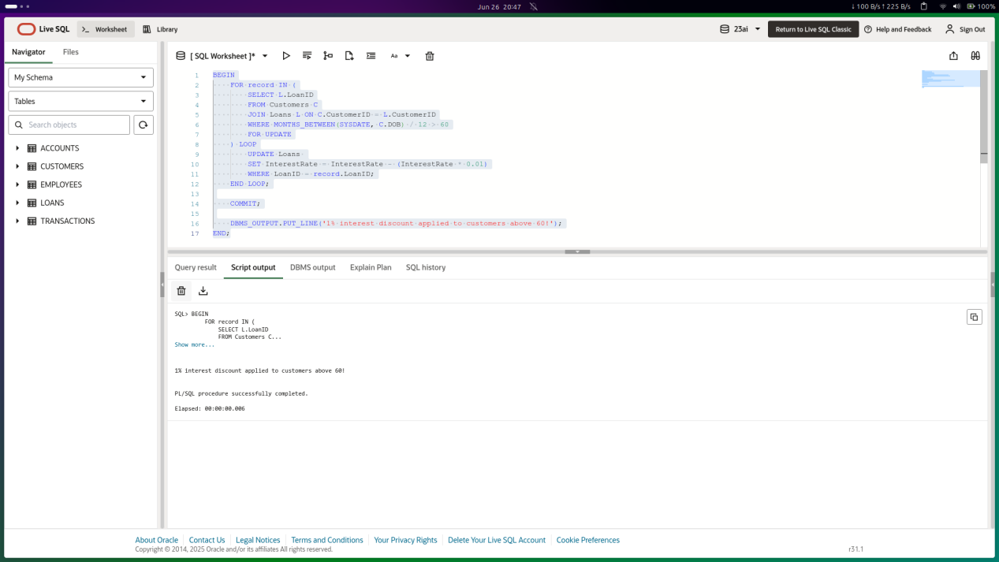 Jun 26 20:47
↓ 100 B/s ↑ 225 B/s
100%
Live SQL
>_ Worksheet
Library
23ai
Return to Live SQL Classic
Help and Feedback
Sign Out
Navigator
Files
My Schema
Tables
Search objects
ACCOUNTS
CUSTOMERS
EMPLOYEES
LOANS
TRANSACTIONS
[ SQL Worksheet ]*
Aa
1 BEGIN
2 ····FOR·record·IN·(
3 ········SELECT·L.LoanID
4 ········FROM·Customers·C
5 ········JOIN·Loans·L·ON·C.CustomerID·=·L.CustomerID
6 ········WHERE·MONTHS_BETWEEN(SYSDATE,·C.DOB)·/·12·>·60
7 ········FOR·UPDATE
8 ····)·LOOP
9 ········UPDATE·Loans·
10 ········SET·InterestRate·=·InterestRate·-·(InterestRate·*·0.01)
11 ········WHERE·LoanID·=·record.LoanID;
12 ····END·LOOP;
13
14 ····COMMIT;
15
16 ····DBMS_OUTPUT.PUT_LINE('1%·interest·discount·applied·to·customers·above·60!');
17 END;
Query result
Script output
DBMS output
Explain Plan
SQL history
SQL> BEGIN
FOR record IN (
SELECT L.LoanID
FROM Customers C...
Show more...
1% interest discount applied to customers above 60!
PL/SQL procedure successfully completed.
Elapsed: 00:00:00.006
About Oracle
Contact Us
Legal Notices
Terms and Conditions
Your Privacy Rights
Delete Your Live SQL Account
Cookie Preferences
Copyright © 2014, 2025 Oracle and/or its affiliates All rights reserved.
r31.1